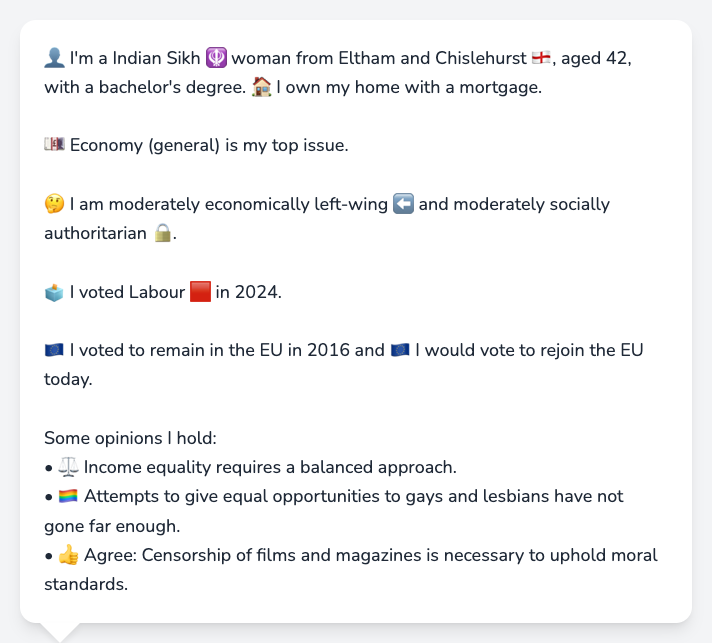 👤 I'm a Indian Sikh 🪯 woman from Eltham and Chislehurst 🏴󠁧󠁢󠁥󠁮󠁧󠁿, aged 42,
with a bachelor's degree. 🏠 I own my home with a mortgage.
💷 Economy (general) is my top issue.
🤔 I am moderately economically left-wing ⬅️ and moderately socially
authoritarian 🔒.
🗳️ I voted Labour 🟥 in 2024.
🇪🇺 I voted to remain in the EU in 2016 and 🇪🇺 I would vote to rejoin the EU
today.
Some opinions I hold:
• ⚖️ Income equality requires a balanced approach.
• 🏳️‍🌈 Attempts to give equal opportunities to gays and lesbians have not
gone far enough.
• 👍 Agree: Censorship of films and magazines is necessary to uphold moral
standards.